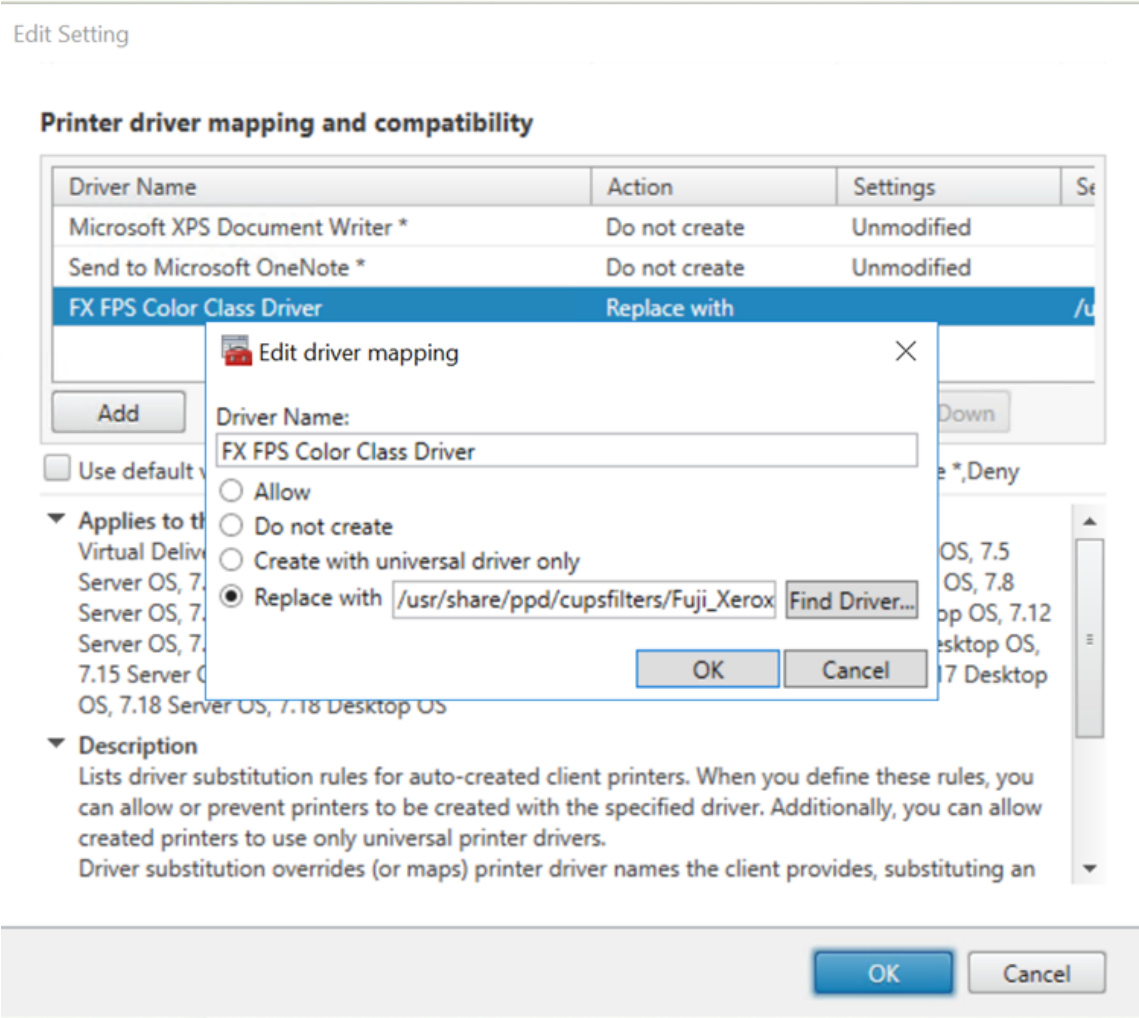 Edit Setting
Printer driver mapping and compatibility
Driver Name Action Settings
Microsoft XPS Document Writer * Do not create Unmodified
Send to Microsoft OneNote * Do not create Unmodified
FX FPS Color Class Driver Replace with /u
Edit driver mapping
Add Down
Driver Name:
FX FPS Color Class Driver
Use default *,Deny
Allow
Applies to
Do not create
Virtual OS, 7.5
Create with universal driver only
Server OS, 7. OS, 7.8
Replace with /usr/share/ppd/cupsfilters/Fuji_Xerox Find Driver...
Server OS, 7. OS, 7.12
Server OS, 7. OS,
OK Cancel
7.15 Server 17 Desktop
OS, 7.18 Server OS, 7.18 Desktop OS
Description
Lists driver substitution rules for auto-created client printers. When you define these rules, you
can allow or prevent printers to be created with the specified driver. Additionally, you can allow
created printers to use only universal printer drivers.
Driver substitution overrides (or maps) printer driver names the client provides, substituting an
OK Cancel